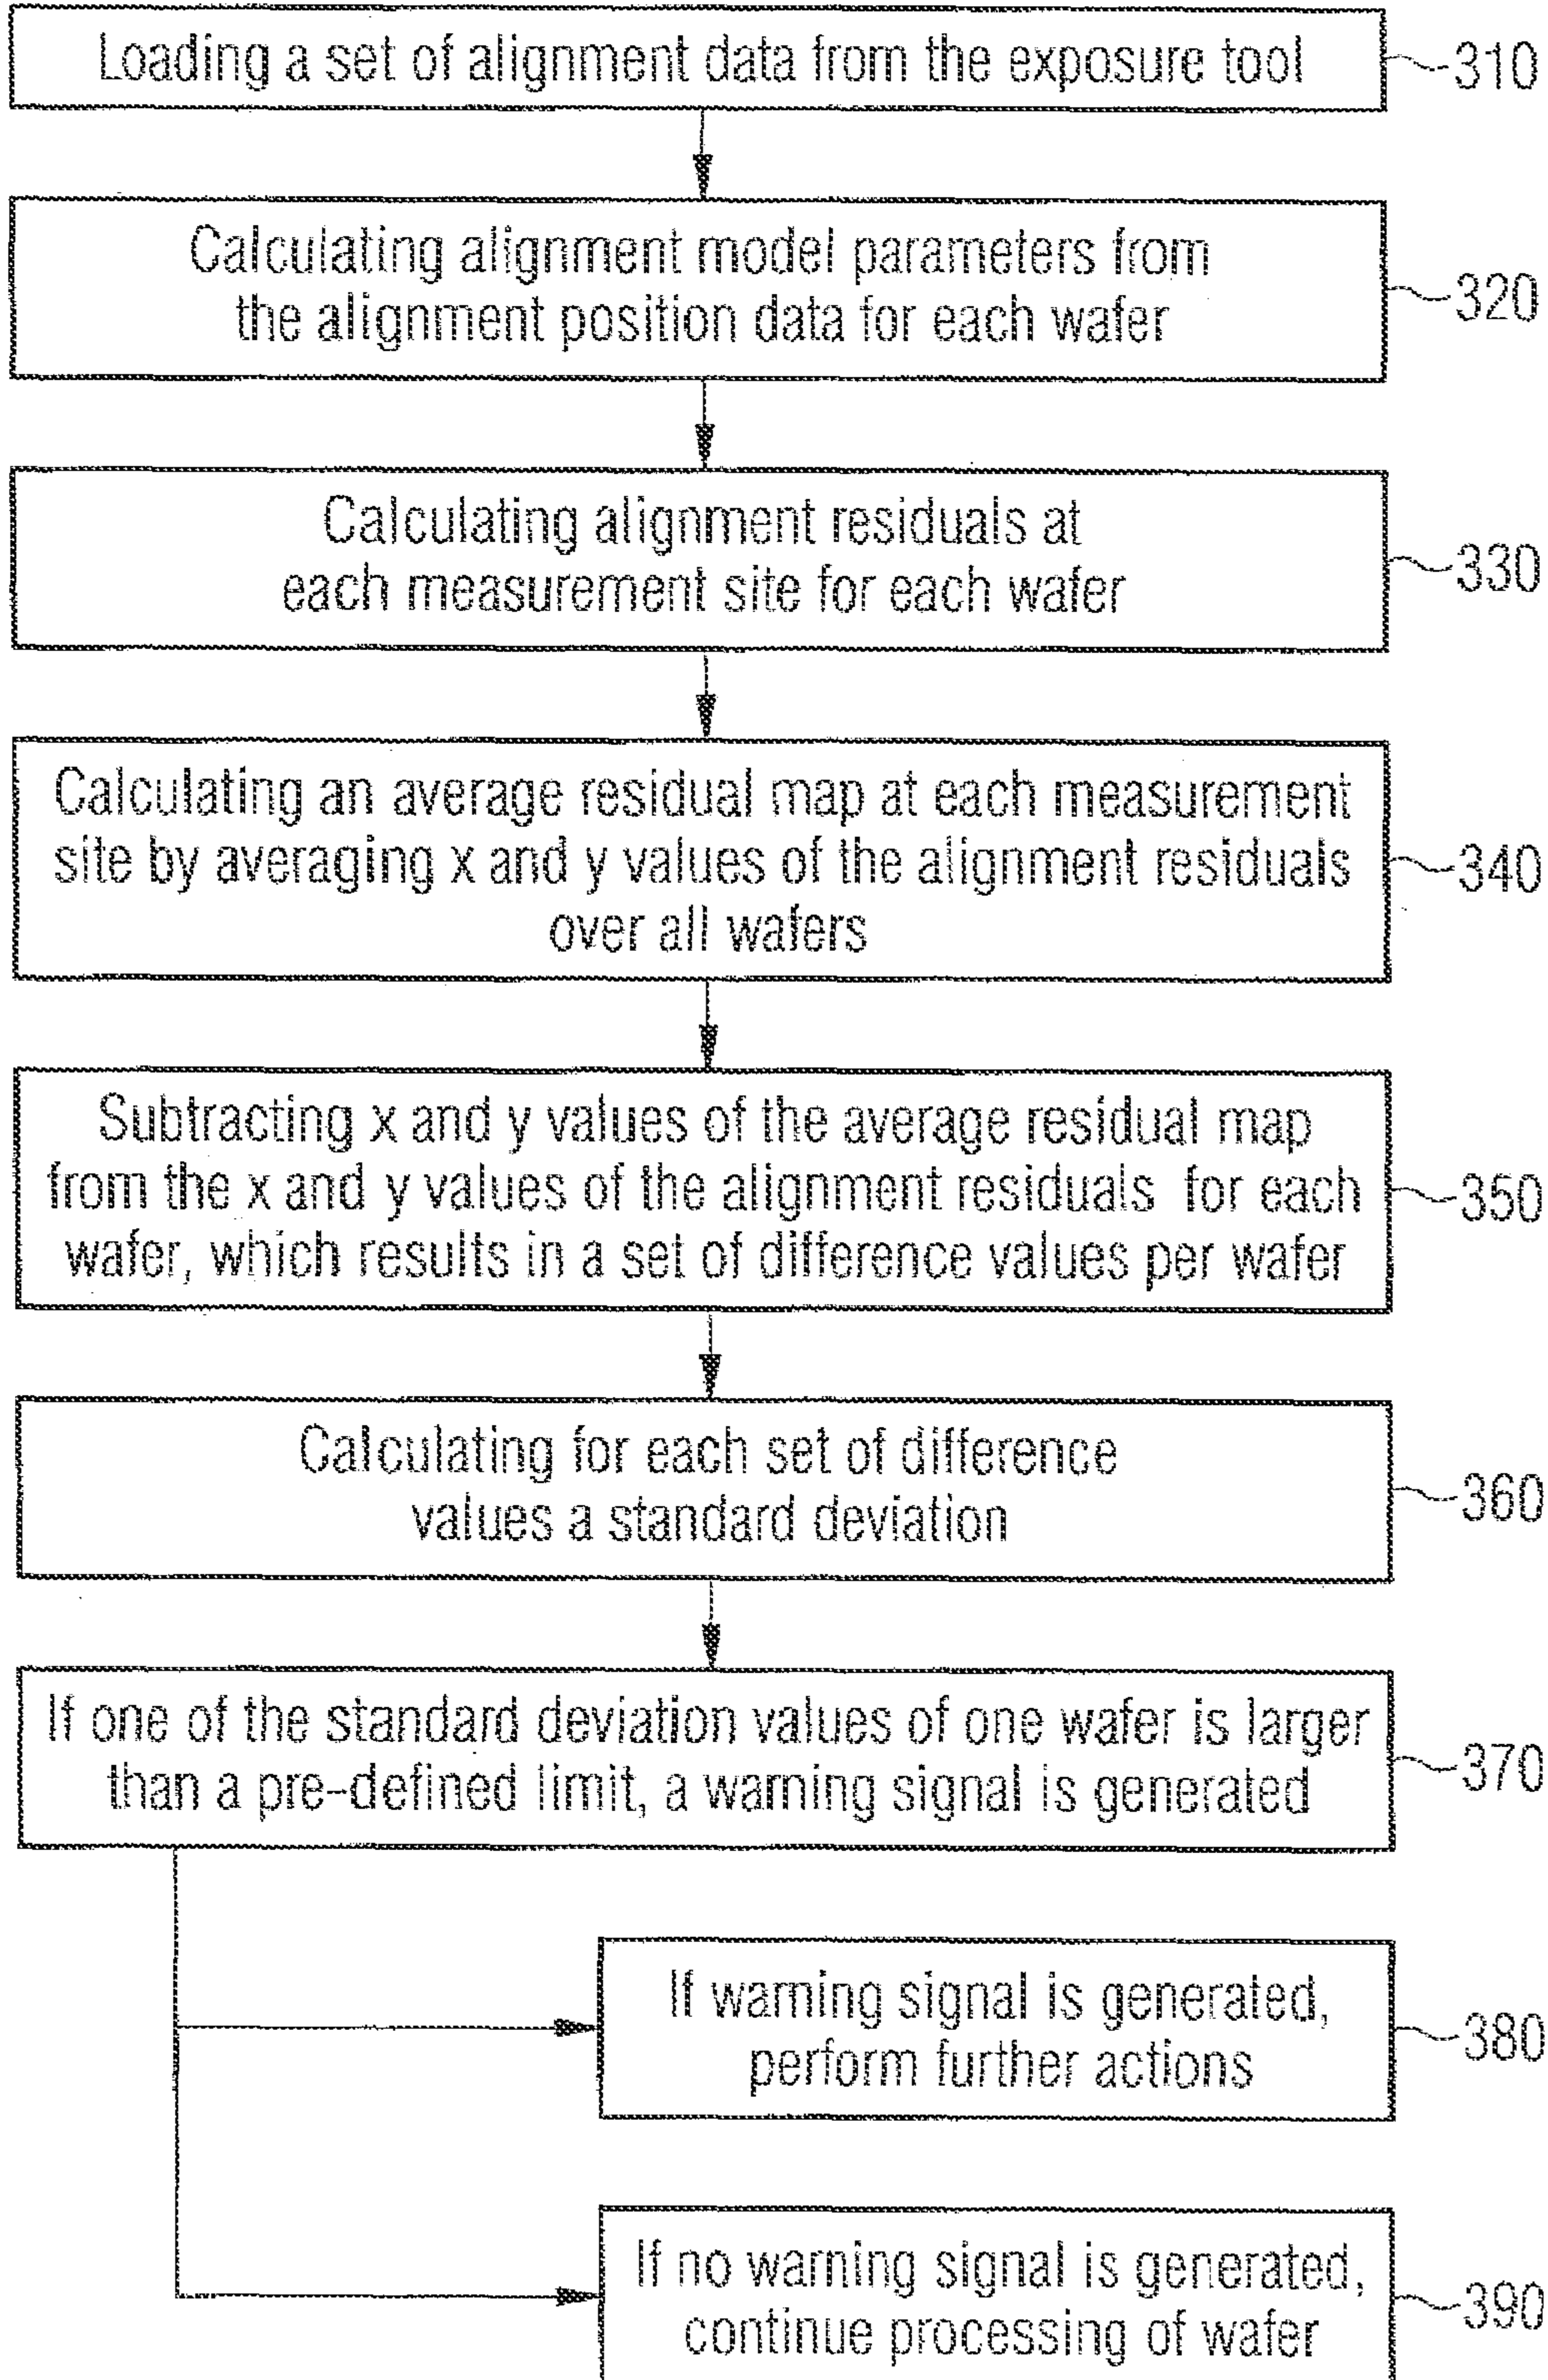 Loading a set of alignment data from the exposure tool
310
Calculating alignment model parameters from
the alignment position data for each wafer
320
Calculating alignment residuals at
each measurement site for each wafer
330
Calculating an average residual map at each measurement
site by averaging x and y values of the alignment residuals
over all wafers
340
Subtracting x and y values of the average residual map
from the x and y values of the alignment residuals for each
wafer, which results in a set of difference values per wafer
350
Calculating for each set of difference
values a standard deviation
360
If one of the standard deviation values of one wafer is larger
than a pre-defined limit, a warning signal is generated
370
If warning signal is generated,
perform further actions
380
If no warning signal is generated,
continue processing of wafer
390